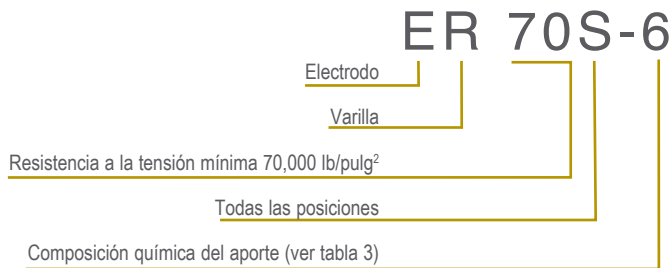 ER 70S-6
Electrodo
Varilla
Resistencia a la tensión mínima 70,000 lb/pulg²
Todas las posiciones
Composición química del aporte (ver tabla 3)